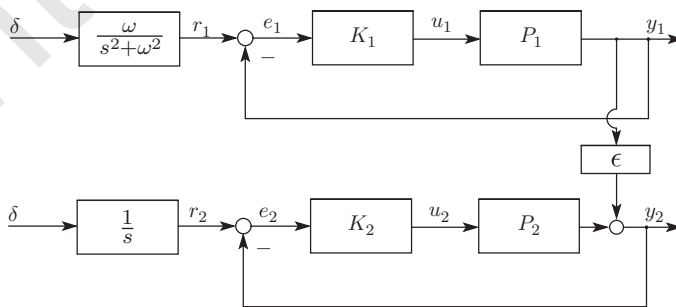 δ ω/(s²+ω²) r₁ e₁ − K₁ u₁ P₁ y₁
ϵ
δ 1/s r₂ e₂ − K₂ u₂ P₂ y₂